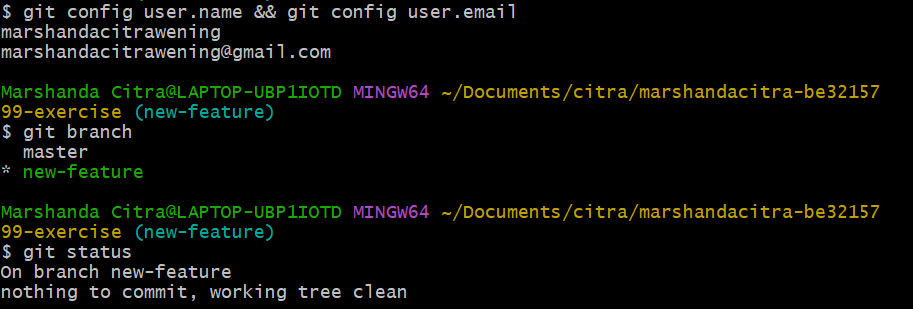 $ git config user.name && git config user.email
marshandacitrawening
marshandacitrawening@gmail.com
Marshanda Citra@LAPTOP-UBP1IOTD MINGW64 ~/Documents/citra/marshandacitra-be32157
99-exercise (new-feature)
$ git branch
  master
* new-feature
Marshanda Citra@LAPTOP-UBP1IOTD MINGW64 ~/Documents/citra/marshandacitra-be32157
99-exercise (new-feature)
$ git status
On branch new-feature
nothing to commit, working tree clean